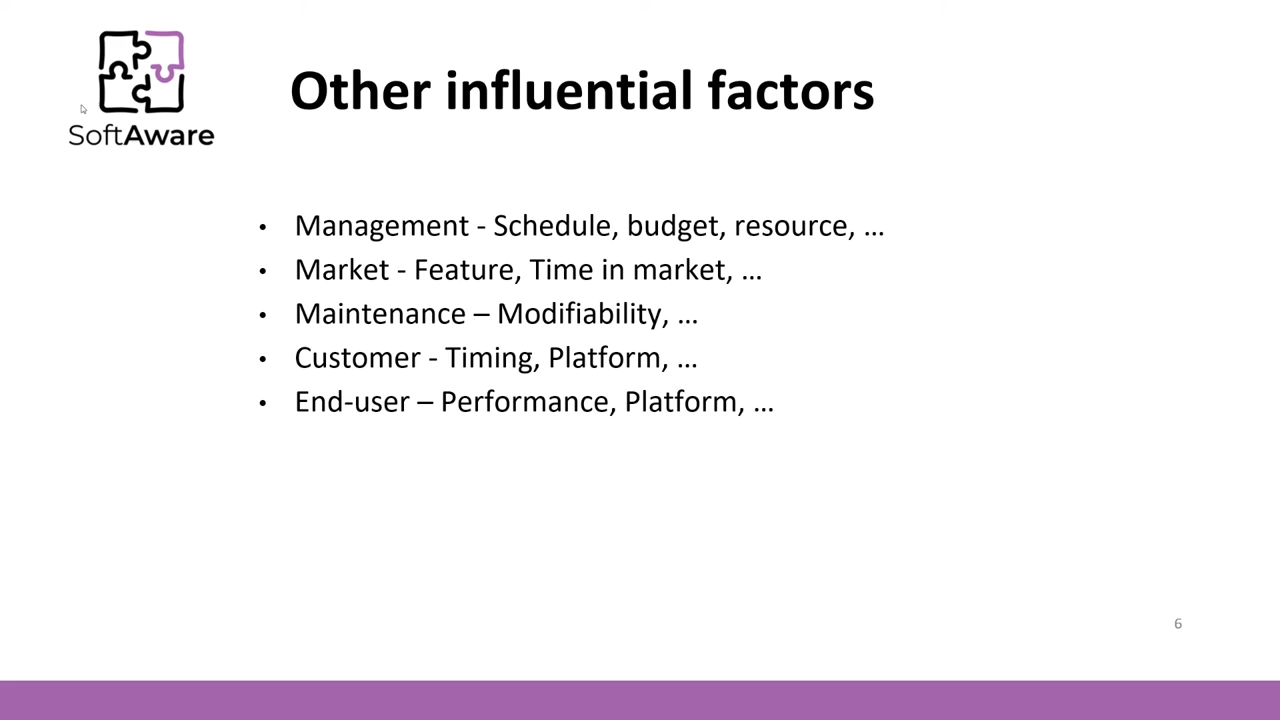 SoftAware
Other influential factors
• Management - Schedule, budget, resource, …
• Market - Feature, Time in market, …
• Maintenance – Modifiability, …
• Customer - Timing, Platform, …
• End-user – Performance, Platform, …
6